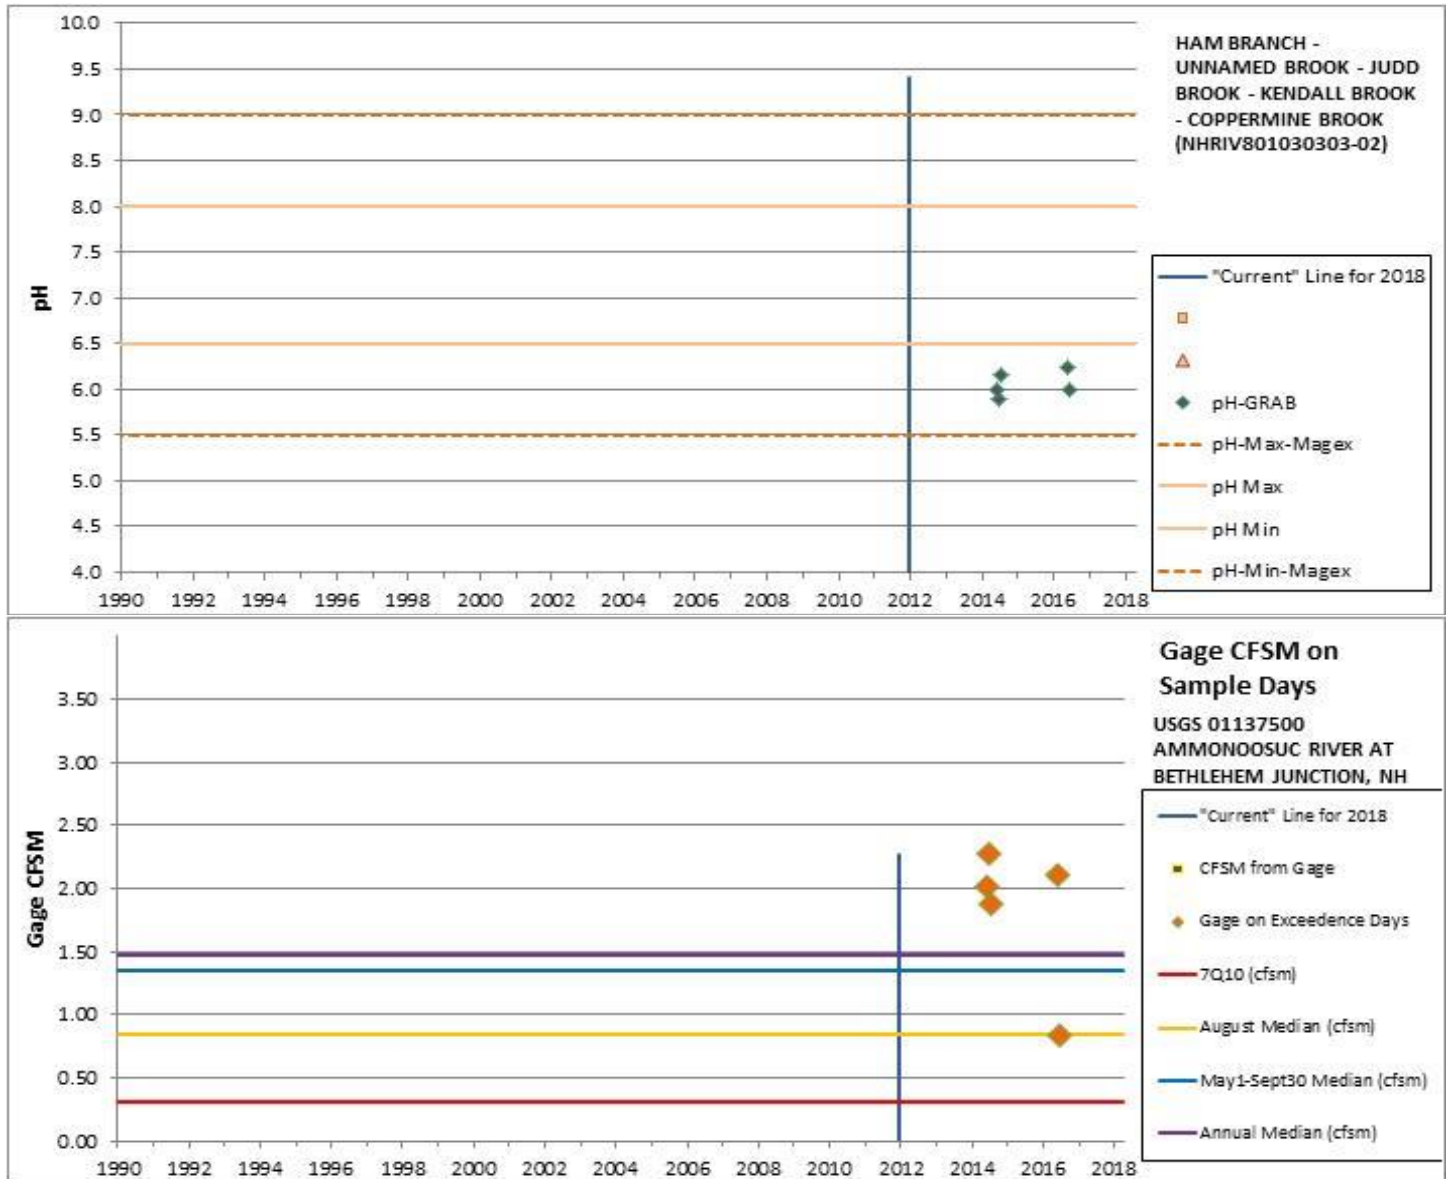 10.0
9.5
9.0
8.5
8.0
7.5
7.0
6.5
6.0
5.5
5.0
4.5
4.0
pH
1990 1992 1994 1996 1998 2000 2002 2004 2006 2008 2010 2012 2014 2016 2018
HAM BRANCH -
UNNAMED BROOK - JUDD
BROOK - KENDALL BROOK
- COPPERMINE BROOK
(NHRIV801030303-02)
"Current" Line for 2018
pH-GRAB
pH-Max-Magex
pH Max
pH Min
pH-Min-Magex
3.50
3.00
2.50
2.00
1.50
1.00
0.50
0.00
Gage CFSM
1990 1992 1994 1996 1998 2000 2002 2004 2006 2008 2010 2012 2014 2016 2018
Gage CFSM on
Sample Days
USGS 01137500
AMMONOOSUC RIVER AT
BETHLEHEM JUNCTION, NH
"Current" Line for 2018
CFSM from Gage
Gage on Exceedence Days
7Q10 (cfsm)
August Median (cfsm)
May1-Sept30 Median (cfsm)
Annual Median (cfsm)